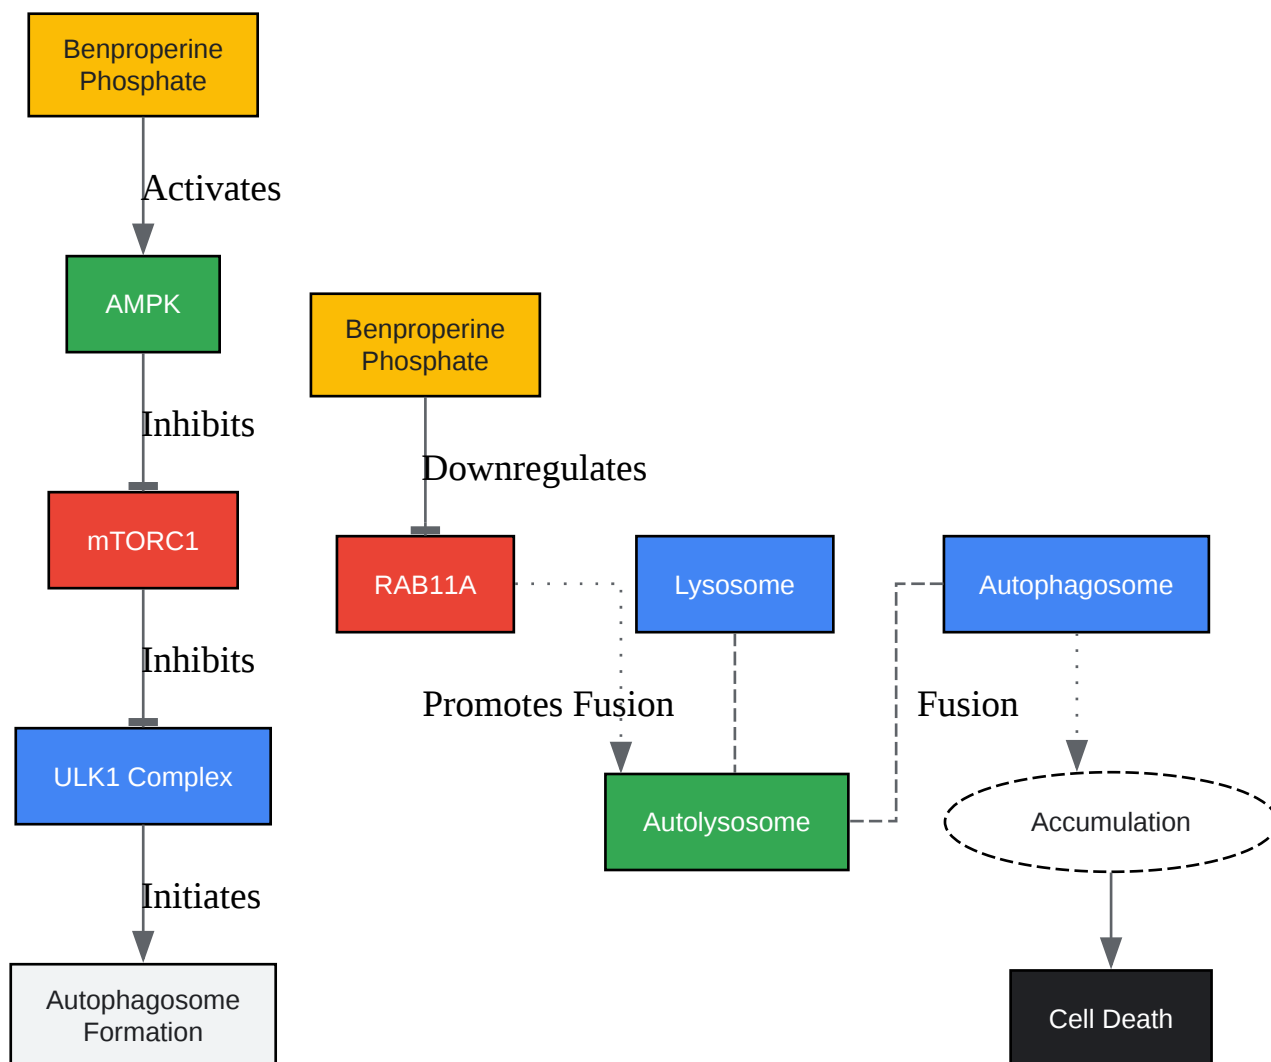 Benproperine
Phosphate
Activates
AMPK
Inhibits
mTORC1
Inhibits
ULK1 Complex
Initiates
Autophagosome
Formation
Benproperine
Phosphate
Downregulates
RAB11A
Lysosome
Autophagosome
Promotes Fusion
Fusion
Autolysosome
Accumulation
Cell Death